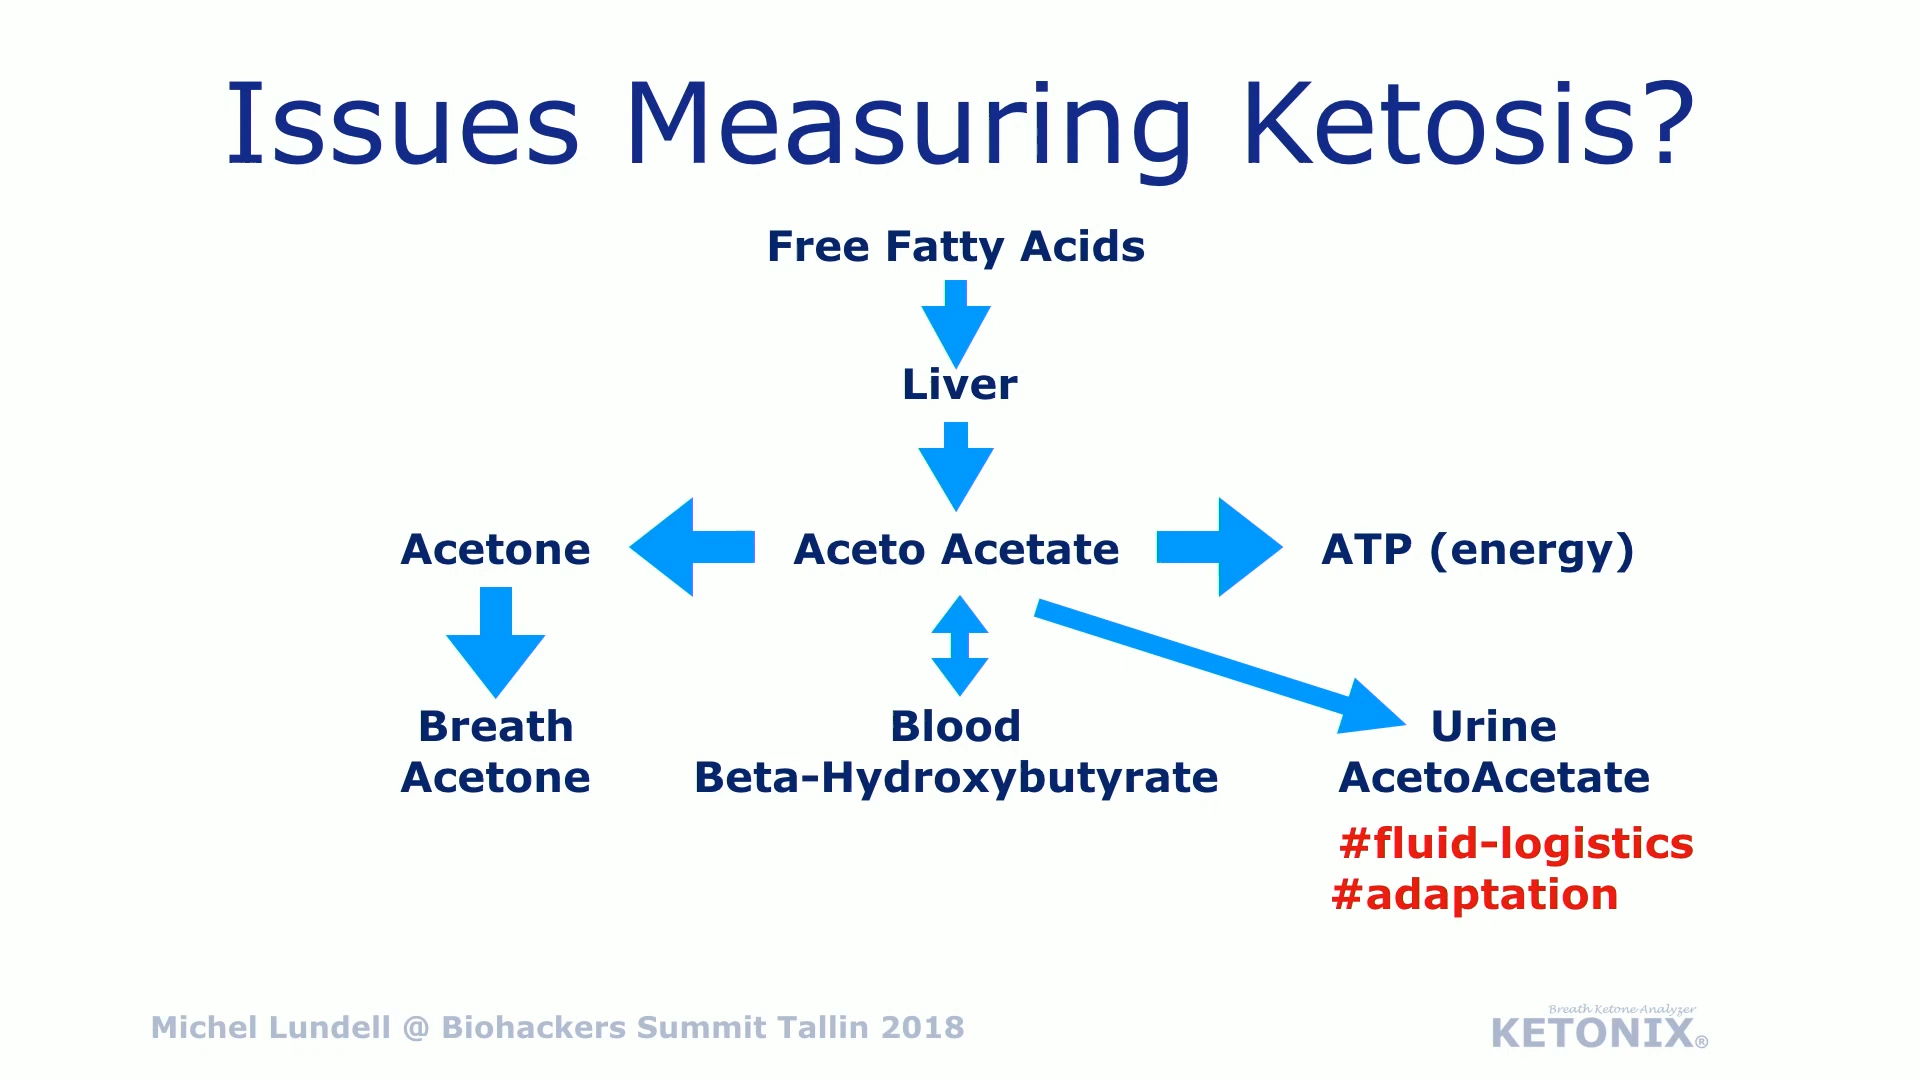 Issues Measuring Ketosis?
Free Fatty Acids
Liver
Acetone
Aceto Acetate
ATP (energy)
Breath
Acetone
Blood
Beta-Hydroxybutyrate
Urine
AcetoAcetate
#fluid-logistics
#adaptation
Michel Lundell @ Biohackers Summit Tallin 2018
Breath Ketone Analyzer
KETONIX®